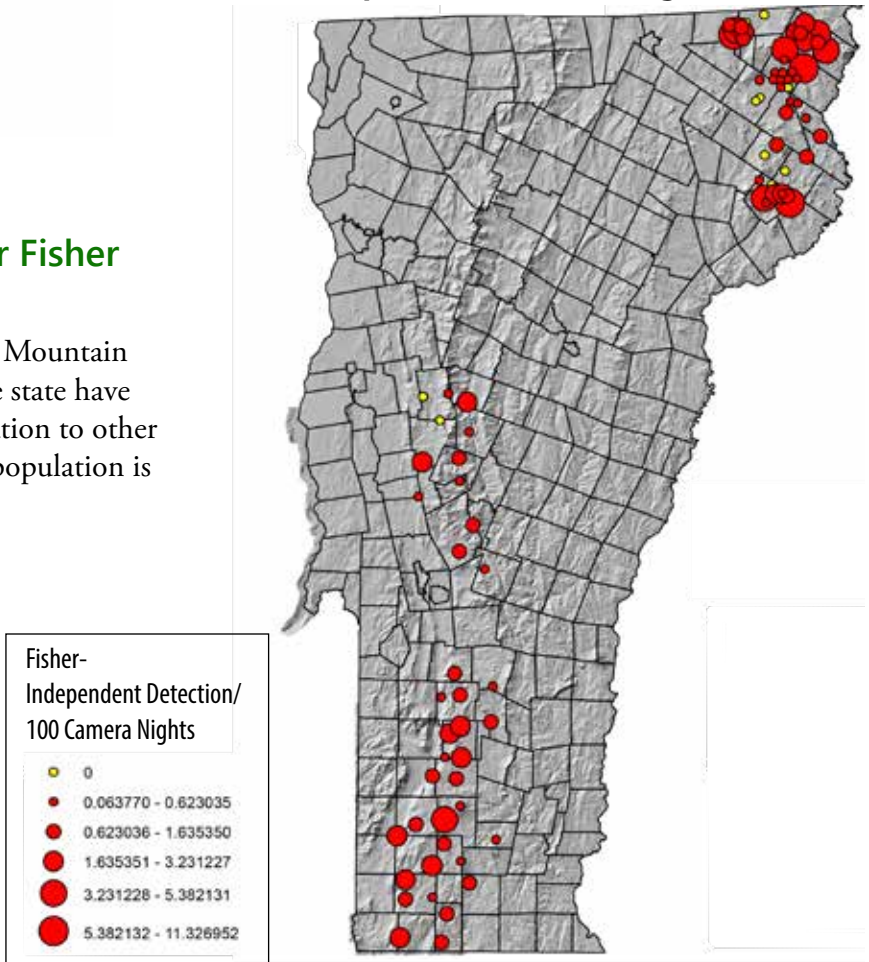 r Fisher
Mountain
e state have
tion to other
population is
Fisher-
Independent Detection/
100 Camera Nights
0
0.063770 - 0.623035
0.623036 - 1.635350
1.635351 - 3.231227
3.231228 - 5.382131
5.382132 - 11.326952